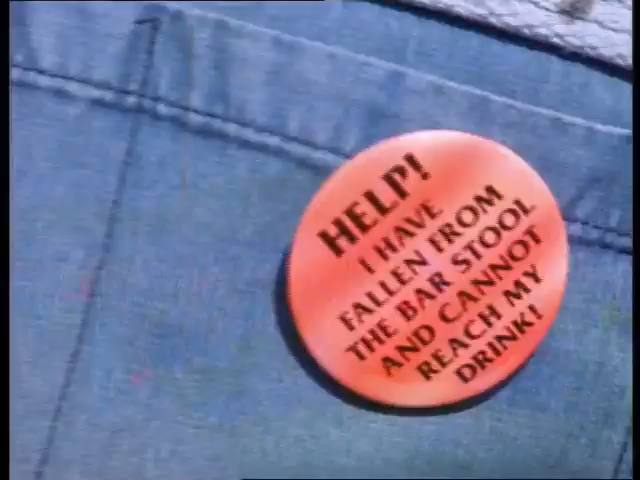 HELP!
I HAVE
FALLEN FROM
THE BAR STOOL
AND CANNOT
REACH MY
DRINK!